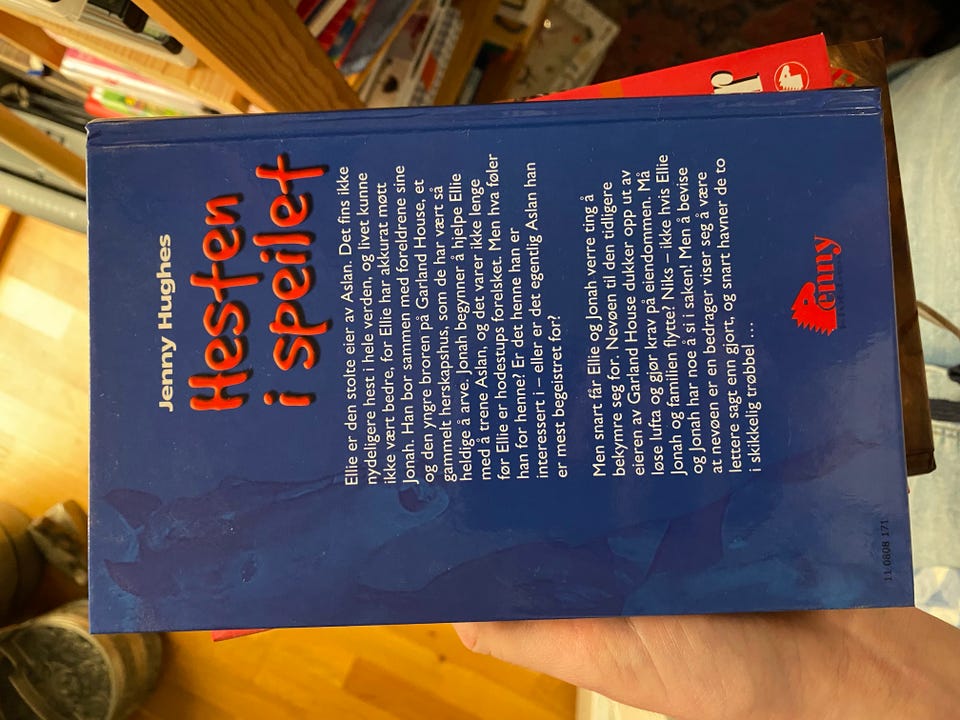 Jenny Hughes
Hesten
i speilet
Ellie er den stolte eier av Aslan. Det fins ikke
nydeligere hest i hele verden, og livet kunne
ikke vært bedre, for Ellie har akkurat møtt
Jonah. Han bor sammen med foreldrene sine
og den yngre broren på Garland House, et
gammelt herskapshus, som de har vært så
heldige å arve. Jonah begynner å hjelpe Ellie
med å trene Aslan, og det varer ikke lenge
før Ellie er hodestups forelsket. Men hva føler
han for henne? Er det henne han er
interessert i – eller er det egentlig Aslan han
er mest begeistret for?
Men snart får Ellie og Jonah verre ting å
bekymre seg for. Nevøen til den tidligere
eieren av Garland House dukker opp ut av
løse lufta og gjør krav på eiendommen. Må
Jonah og familien flytte? Niks – ikke hvis Ellie
og Jonah har noe å si i saken! Men å bevise
at nevøen er en bedrager viser seg å være
lettere sagt enn gjort, og snart havner de to
i skikkelig trøbbel ...
Penny
11 0808 171